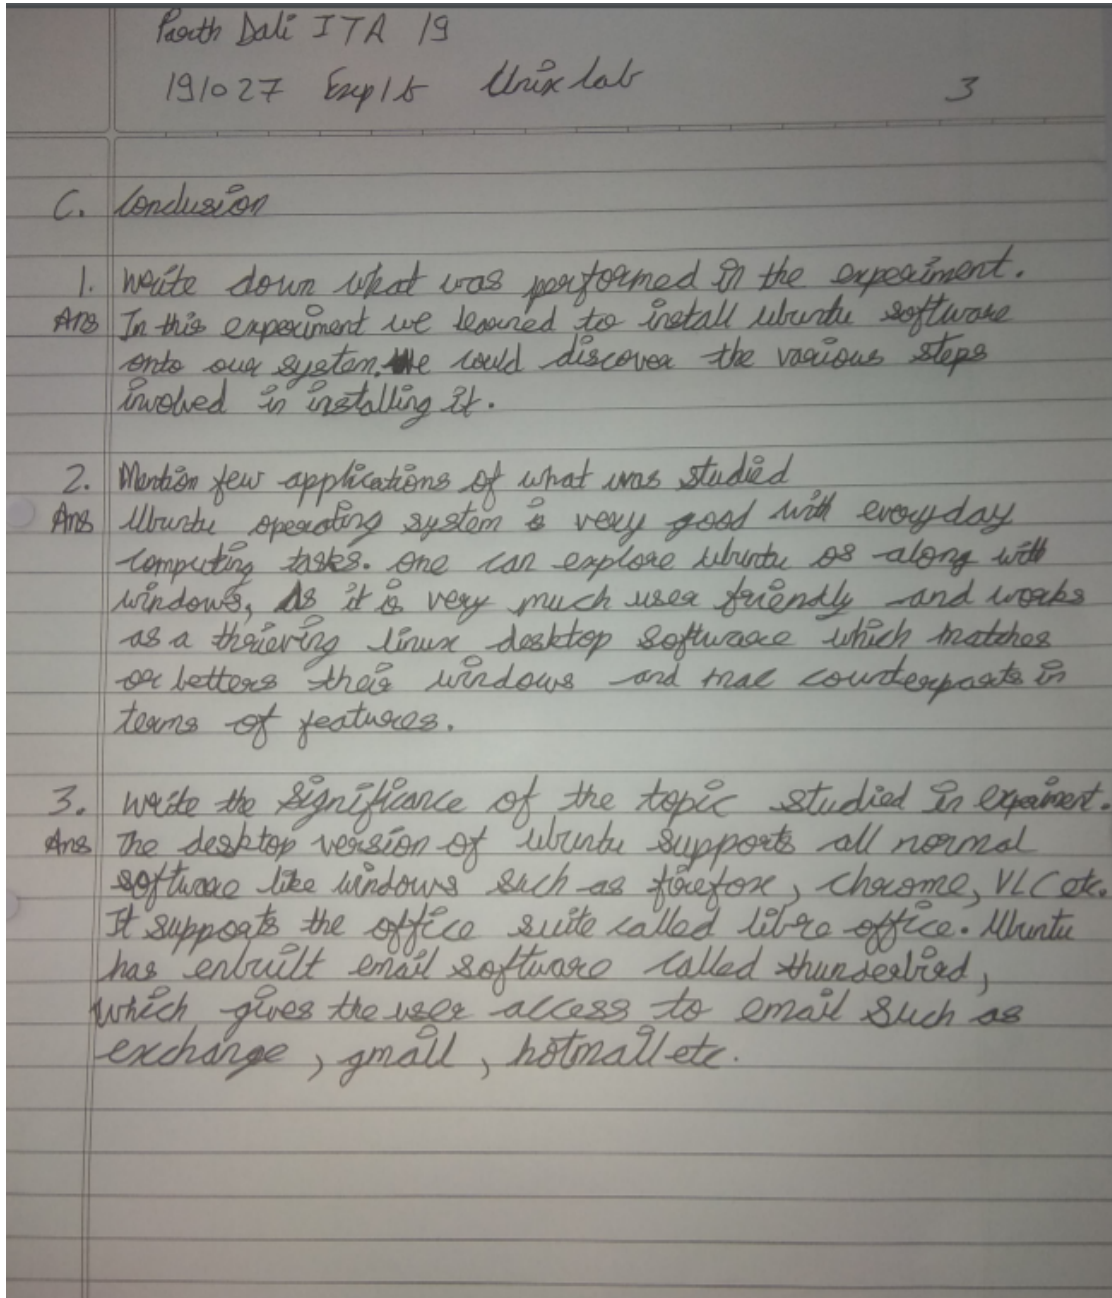 Parth Dali ITA 19
191027 Exp 1b Unix lab 3
C. Conclusion
1. Write down what was performed in the experiment.
Ans In this experiment we learned to install ubuntu software
onto our system. We could discover the various steps
involved in installing it.
2. Mention few applications of what was studied
Ans Ubuntu operating system is very good with everyday
computing tasks. One can explore ubuntu os along with
windows, As it is very much user friendly and works
as a thrieving linux desktop software which matches
or betters their windows and mac counterparts in
terms of features.
3. Write the significance of the topic studied in expeiment.
Ans The desktop version of ubuntu supports all normal
software like windows such as firefox, chrome, VLC etc.
It supports the office suite called libre office. Ubuntu
has enbuilt email software called thunderbird,
which gives the user access to email such as
exchange, gmail, hotmail etc.